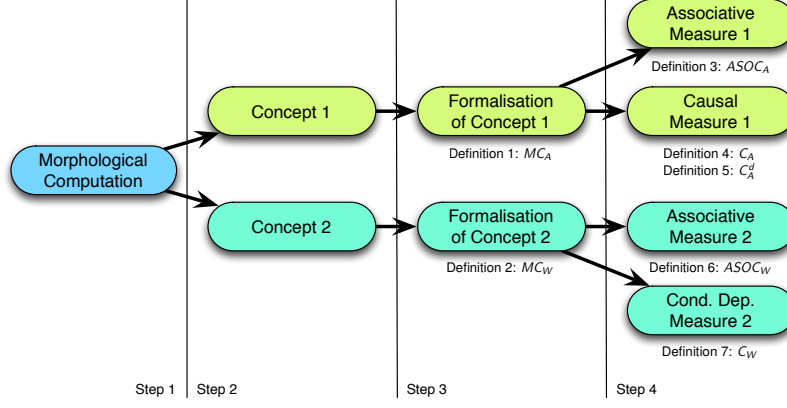 Associative
Measure 1
Definition 3: ASOC_A
Concept 1
Formalisation
of Concept 1
Definition 1: MC_A
Causal
Measure 1
Definition 4: C_A
Definition 5: C_A^d
Morphological
Computation
Concept 2
Formalisation
of Concept 2
Definition 2: MC_W
Associative
Measure 2
Definition 6: ASOC_W
Cond. Dep.
Measure 2
Definition 7: C_W
Step 1
Step 2
Step 3
Step 4